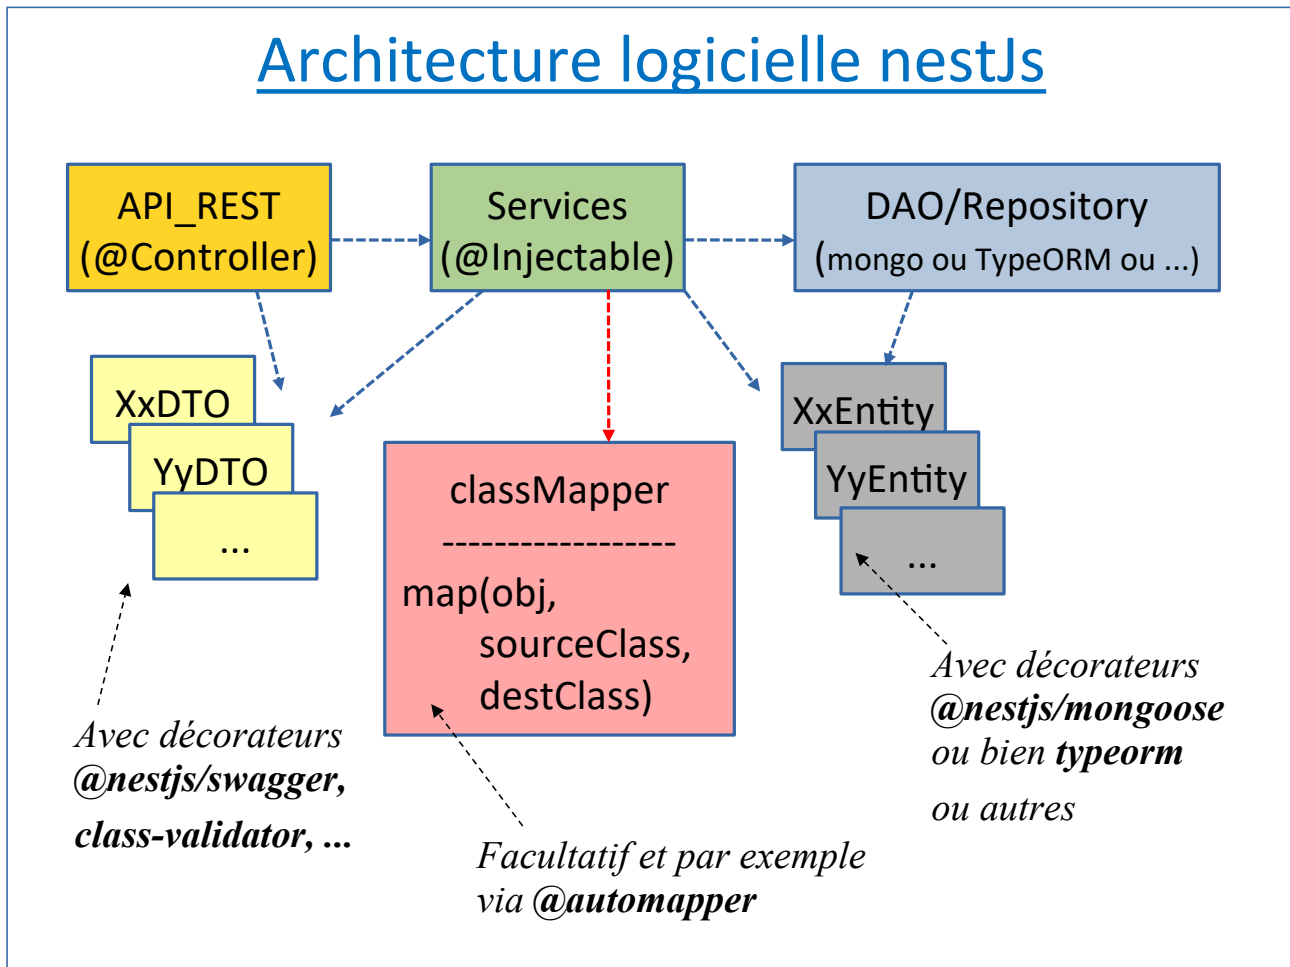 Architecture logicielle nestJs
API_REST
(@Controller)
Services
(@Injectable)
DAO/Repository
(mongo ou TypeORM ou ...)
XxDTO
YyDTO
...
classMapper
------------------
map(obj,
sourceClass,
destClass)
XxEntity
YyEntity
...
Avec décorateurs
@nestjs/swagger,
class-validator, ...
Facultatif et par exemple
via @automapper
Avec décorateurs
@nestjs/mongoose
ou bien typeorm
ou autres